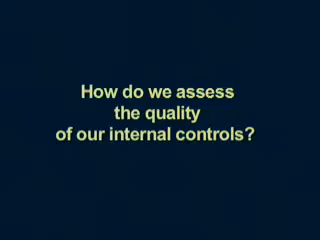 How do we assess
the quality
of our internal controls?